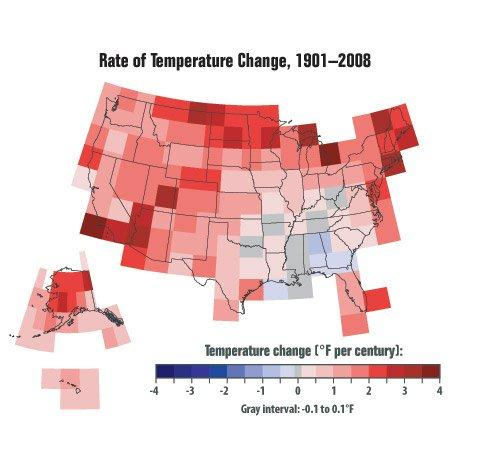 Rate of Temperature Change, 1901–2008
Temperature change (°F per century):
-4 -3 -2 -1 0 1 2 3 4
Gray interval: -0.1 to 0.1°F